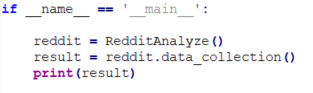 if __name__ == '__main__':
    reddit = RedditAnalyze()
    result = reddit.data_collection()
    print(result)